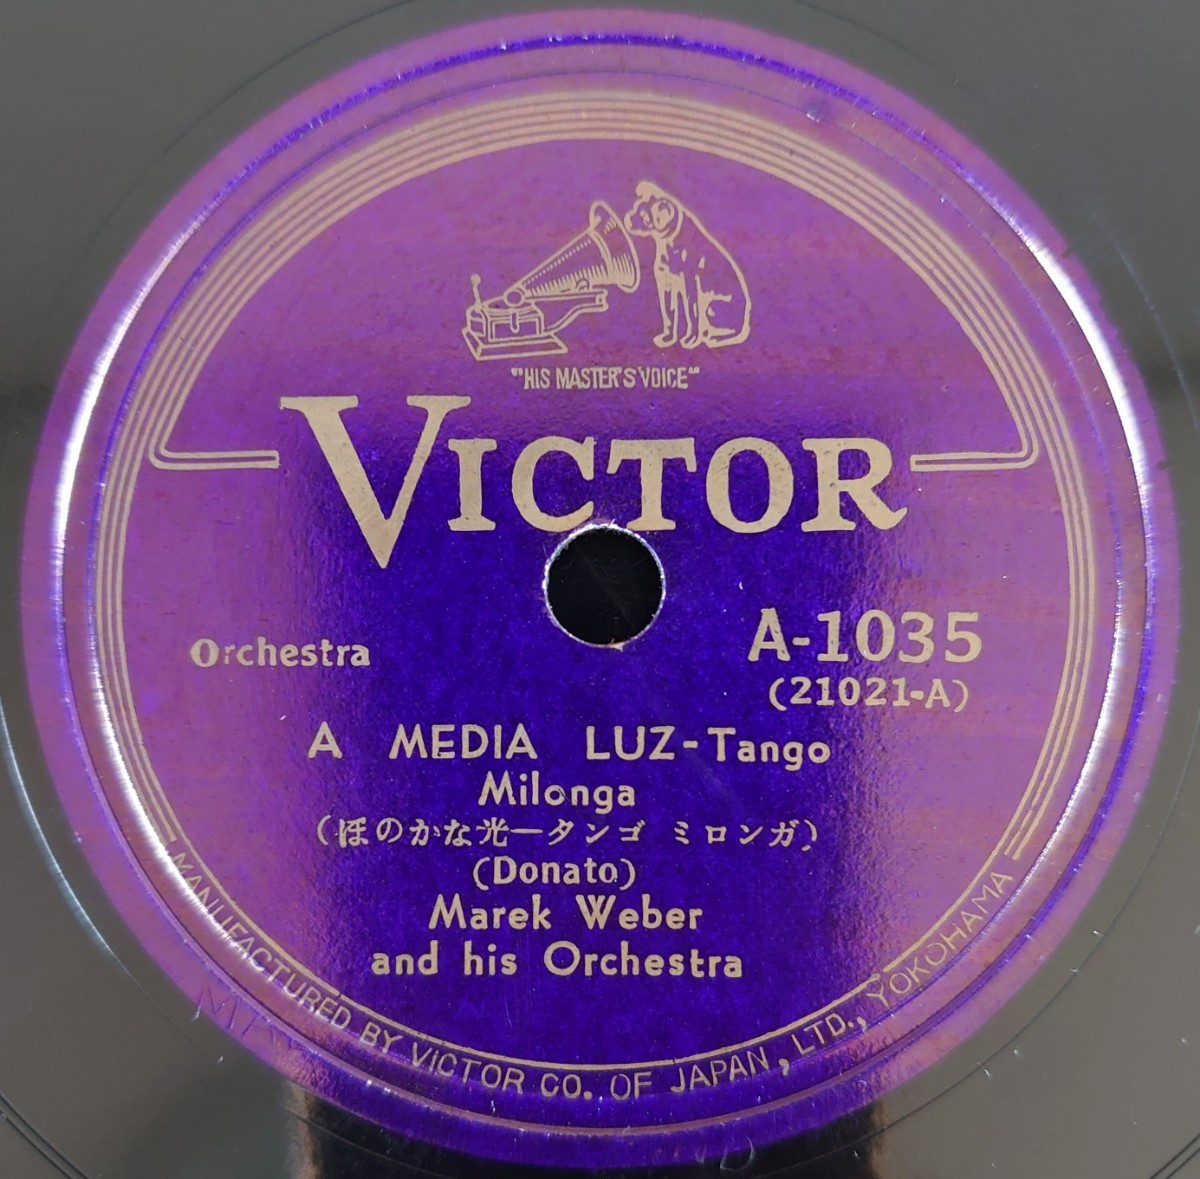 "HIS MASTER'S VOICE"
VICTOR
Orchestra
A-1035
(21021-A)
A MEDIA LUZ-Tango
Milonga
(ほのかな光ータンゴ ミロンガ)
(Donato)
Marek Weber
and his Orchestra
MANUFACTURED BY VICTOR CO. OF JAPAN, LTD., YOKOHAMA